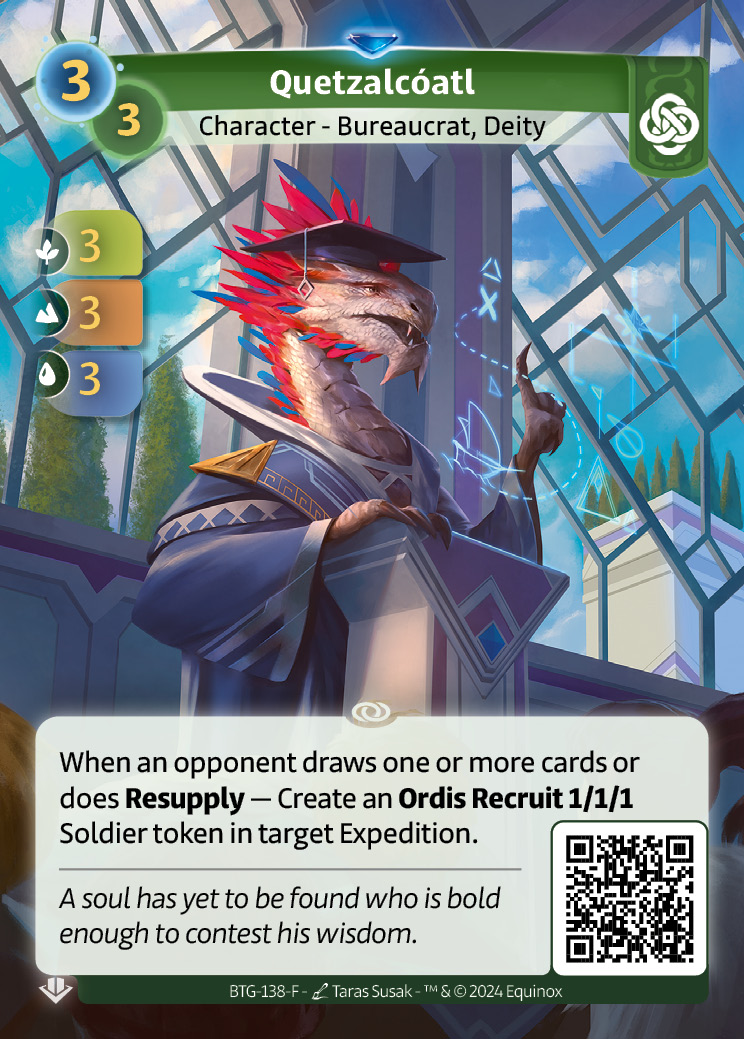 3
Quetzalcóatl
3
Character - Bureaucrat, Deity
3
3
3
When an opponent draws one or more cards or
does Resupply — Create an Ordis Recruit 1/1/1
Soldier token in target Expedition.
A soul has yet to be found who is bold
enough to contest his wisdom.
BTG-138-F - Taras Susak - ™ & © 2024 Equinox